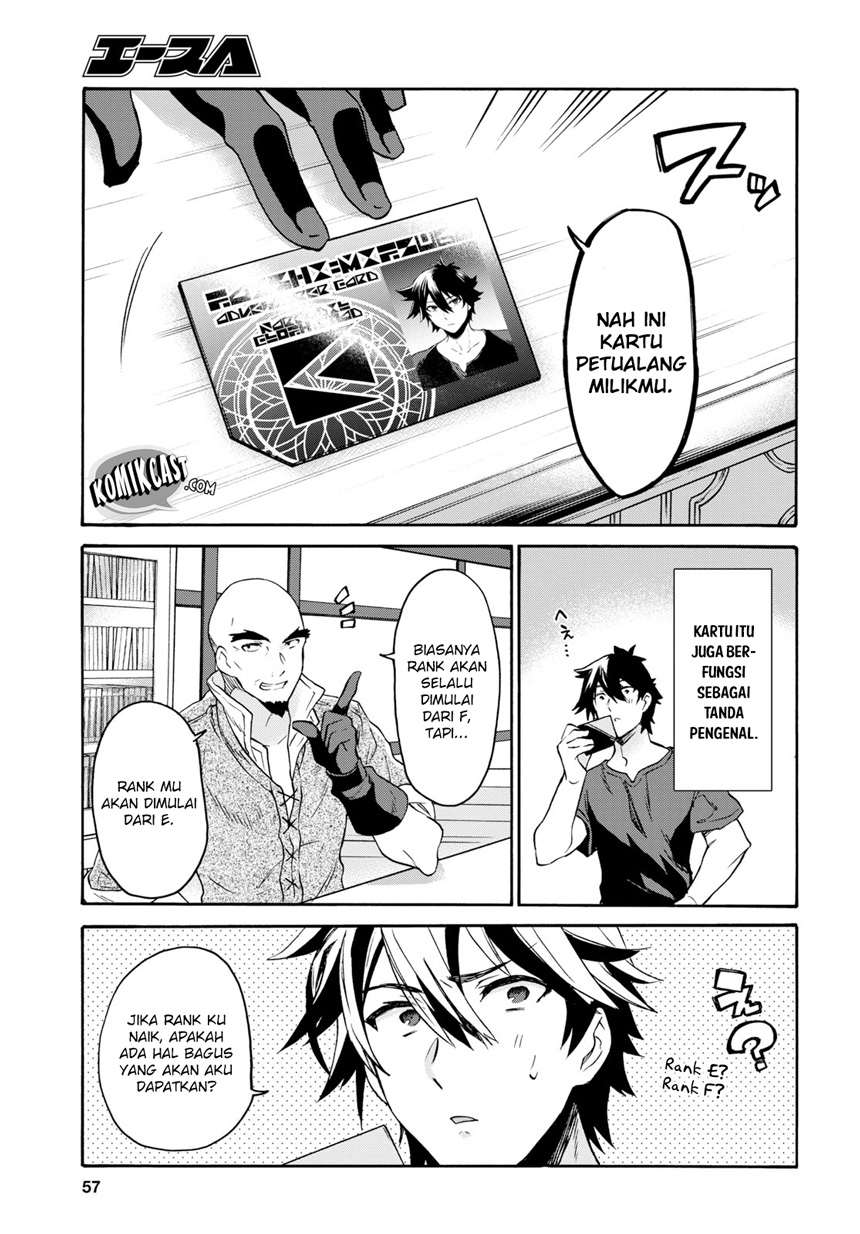 エースA
スッ
NAH INI
KARTU
PETUALANG
MILIKMU.
ADVENTURER CARD
KOMIKCAST
.COM
KARTU ITU
JUGA BER-
FUNGSI
SEBAGAI
TANDA
PENGENAL.
へぇ…
BIASANYA
RANK AKAN
SELALU
DIMULAI
DARI F,
TAPI...
RANK MU
AKAN DIMULAI
DARI E.
え?
Rank E?
Rank F?
JIKA RANK KU
NAIK, APAKAH
ADA HAL BAGUS
YANG AKAN AKU
DAPATKAN?
57